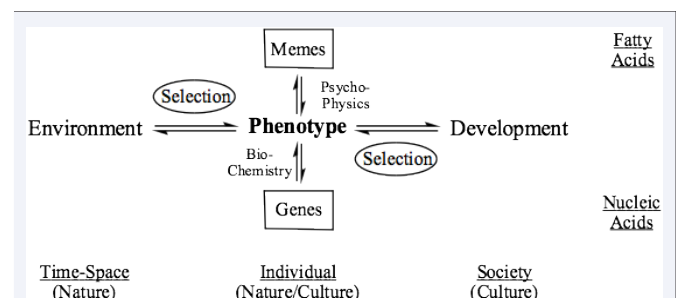 Memes
Fatty
Acids
Psycho-
Physics
Selection
Environment
Phenotype
Development
Bio-
Chemistry
Selection
Genes
Nucleic
Acids
Time-Space
(Nature)
Individual
(Nature/Culture)
Society
(Culture)